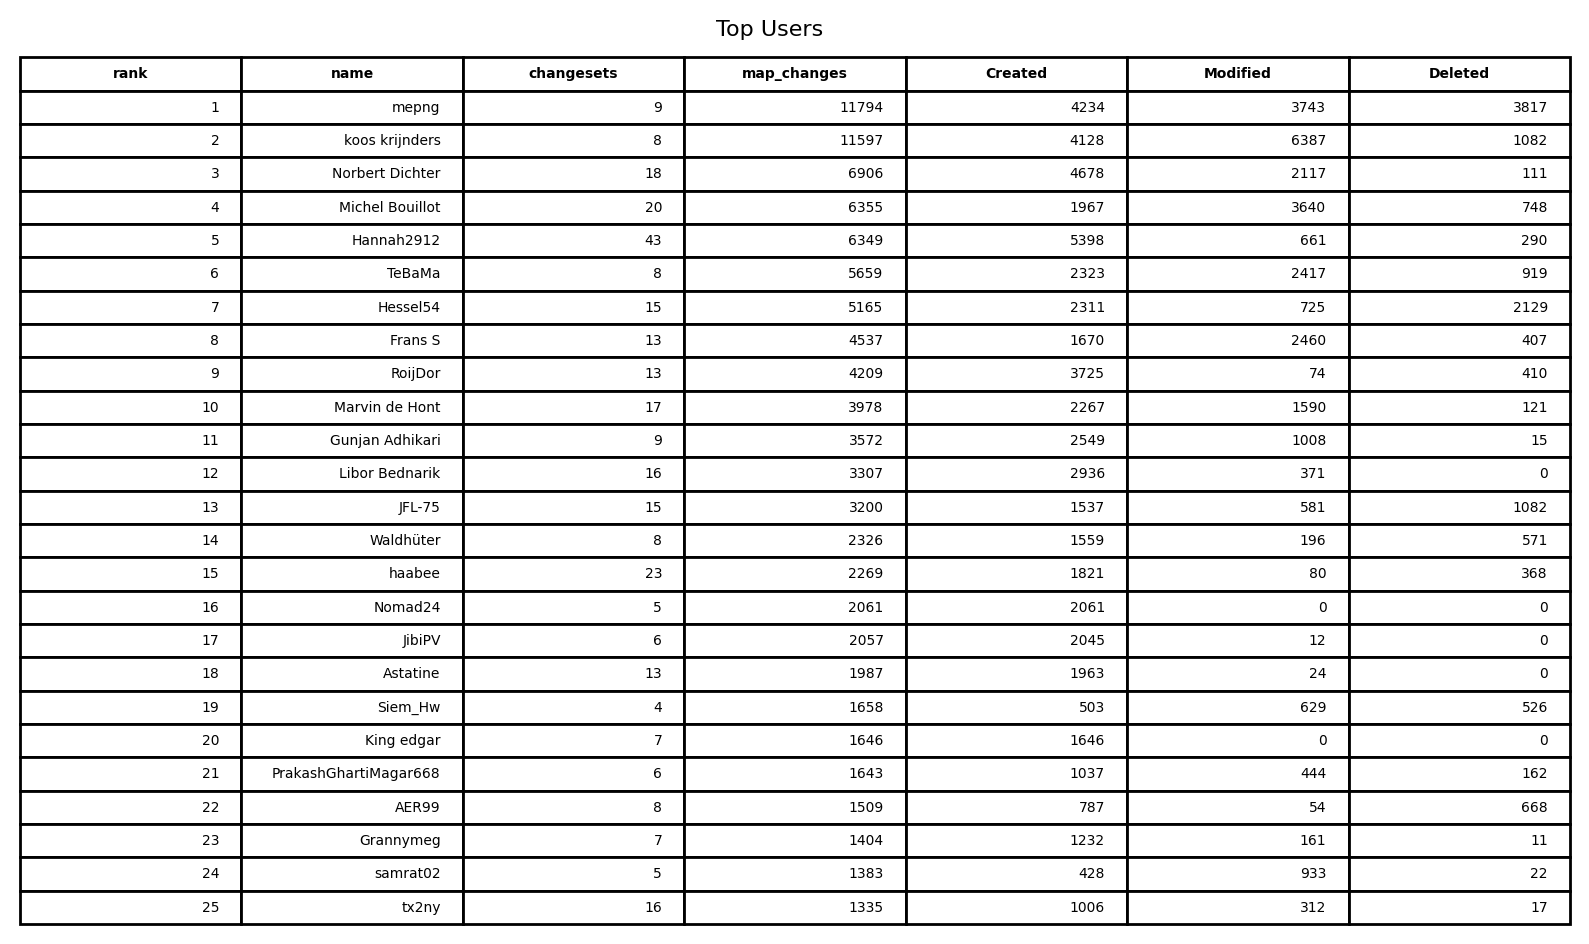 Top Users
rank name changesets map_changes Created Modified Deleted
1 mepng 9 11794 4234 3743 3817
2 koos krijnders 8 11597 4128 6387 1082
3 Norbert Dichter 18 6906 4678 2117 111
4 Michel Bouillot 20 6355 1967 3640 748
5 Hannah2912 43 6349 5398 661 290
6 TeBaMa 8 5659 2323 2417 919
7 Hessel54 15 5165 2311 725 2129
8 Frans S 13 4537 1670 2460 407
9 RoijDor 13 4209 3725 74 410
10 Marvin de Hont 17 3978 2267 1590 121
11 Gunjan Adhikari 9 3572 2549 1008 15
12 Libor Bednarik 16 3307 2936 371 0
13 JFL-75 15 3200 1537 581 1082
14 Waldhüter 8 2326 1559 196 571
15 haabee 23 2269 1821 80 368
16 Nomad24 5 2061 2061 0 0
17 JibiPV 6 2057 2045 12 0
18 Astatine 13 1987 1963 24 0
19 Siem_Hw 4 1658 503 629 526
20 King edgar 7 1646 1646 0 0
21 PrakashGhartiMagar668 6 1643 1037 444 162
22 AER99 8 1509 787 54 668
23 Grannymeg 7 1404 1232 161 11
24 samrat02 5 1383 428 933 22
25 tx2ny 16 1335 1006 312 17